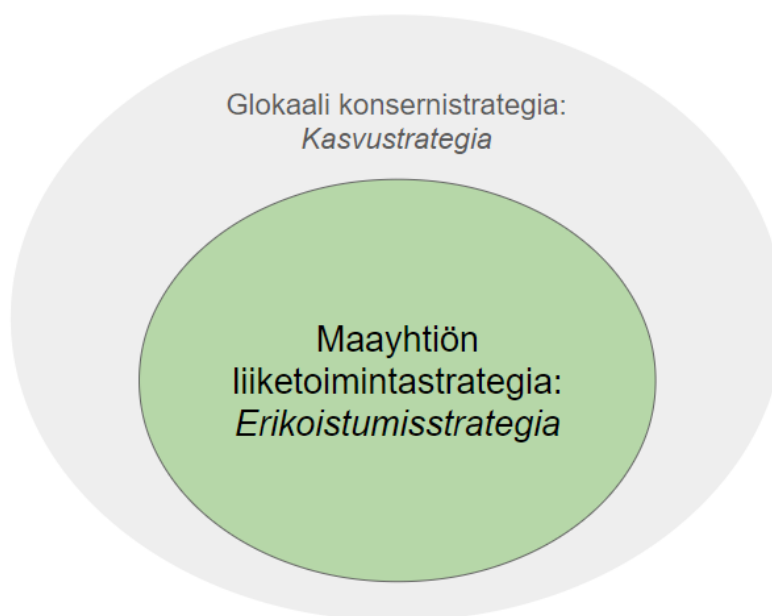 Glokaali konsernistrategia:
Kasvustrategia
Maayhtiön
liiketoimintastrategia:
Erikoistumisstrategia